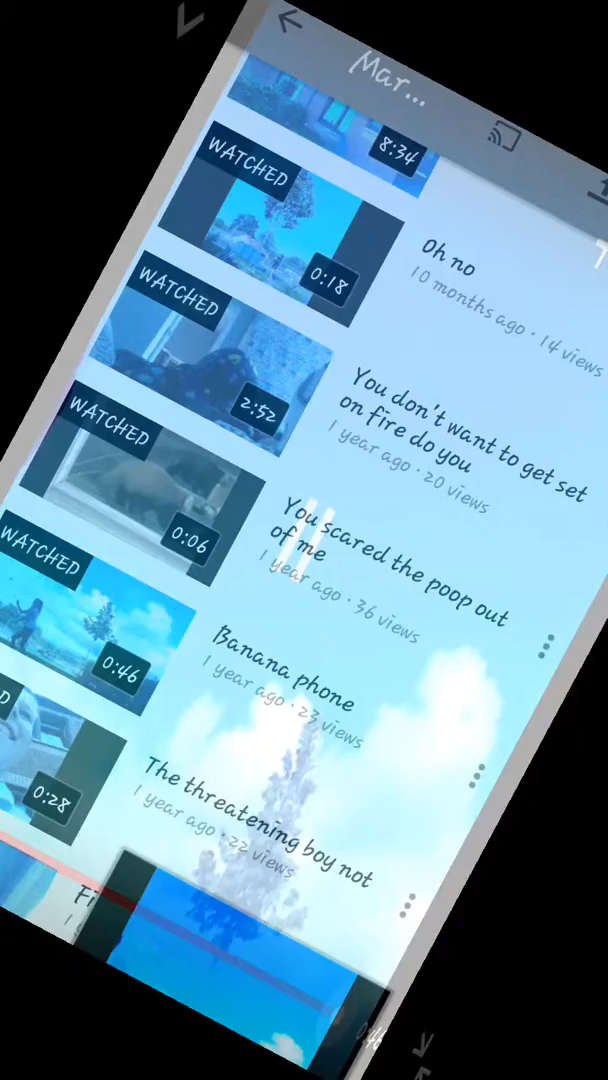 Mar...
8:34
WATCHED
0:18
Oh no
10 months ago · 14 views
WATCHED
2:52
You don't want to get set
on fire do you
1 year ago · 20 views
WATCHED
0:06
You scared the poop out
of me
1 year ago · 36 views
WATCHED
0:46
Banana phone
1 year ago · 23 views
D
0:28
The threatening boy not
1 year ago · 22 views
Fi
0:46